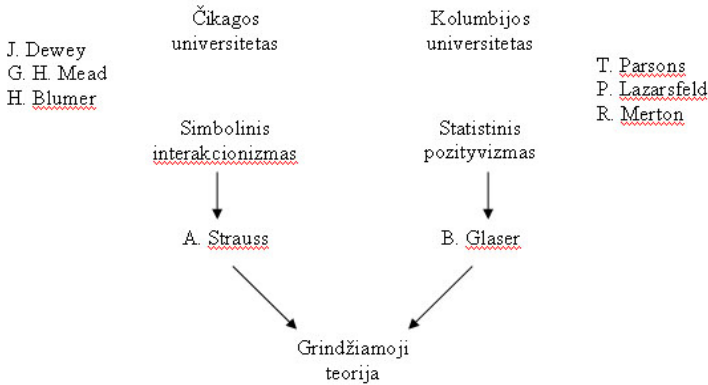 Čikagos
universitetas
Kolumbijos
universitetas
J. Dewey
G. H. Mead
H. Blumer
T. Parsons
P. Lazarsfeld
R. Merton
Simbolinis
interakcionizmas
Statistinis
pozityvizmas
A. Strauss
B. Glaser
Grindžiamoji
teorija